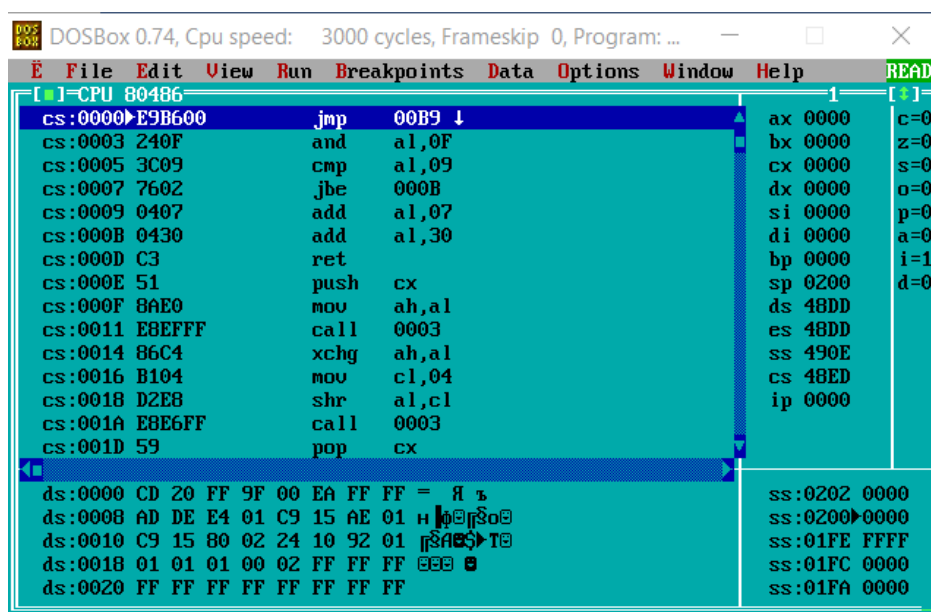 DOSBox 0.74, Cpu speed: 3000 cycles, Frameskip 0, Program: ...
Ë File Edit View Run Breakpoints Data Options Window Help READ
[■]=CPU 80486 1 [↕]
cs:0000►E9B600 jmp 00B9 ↓ ax 0000 c=0
cs:0003 240F and al,0F bx 0000 z=0
cs:0005 3C09 cmp al,09 cx 0000 s=0
cs:0007 7602 jbe 000B dx 0000 o=0
cs:0009 0407 add al,07 si 0000 p=0
cs:000B 0430 add al,30 di 0000 a=0
cs:000D C3 ret bp 0000 i=1
cs:000E 51 push cx sp 0200 d=0
cs:000F 8AE0 mov ah,al ds 48DD
cs:0011 E8EFFF call 0003 es 48DD
cs:0014 86C4 xchg ah,al ss 490E
cs:0016 B104 mov cl,04 cs 48ED
cs:0018 D2E8 shr al,cl ip 0000
cs:001A E8E6FF call 0003
cs:001D 59 pop cx
ds:0000 CD 20 FF 9F 00 EA FF FF = Я ъ ss:0202 0000
ds:0008 AD DE E4 01 C9 15 AE 01 ss:0200►0000
ds:0010 C9 15 80 02 24 10 92 01 ss:01FE FFFF
ds:0018 01 01 01 00 02 FF FF FF ☺☺☺ ☻ ss:01FC 0000
ds:0020 FF FF FF FF FF FF FF FF ss:01FA 0000